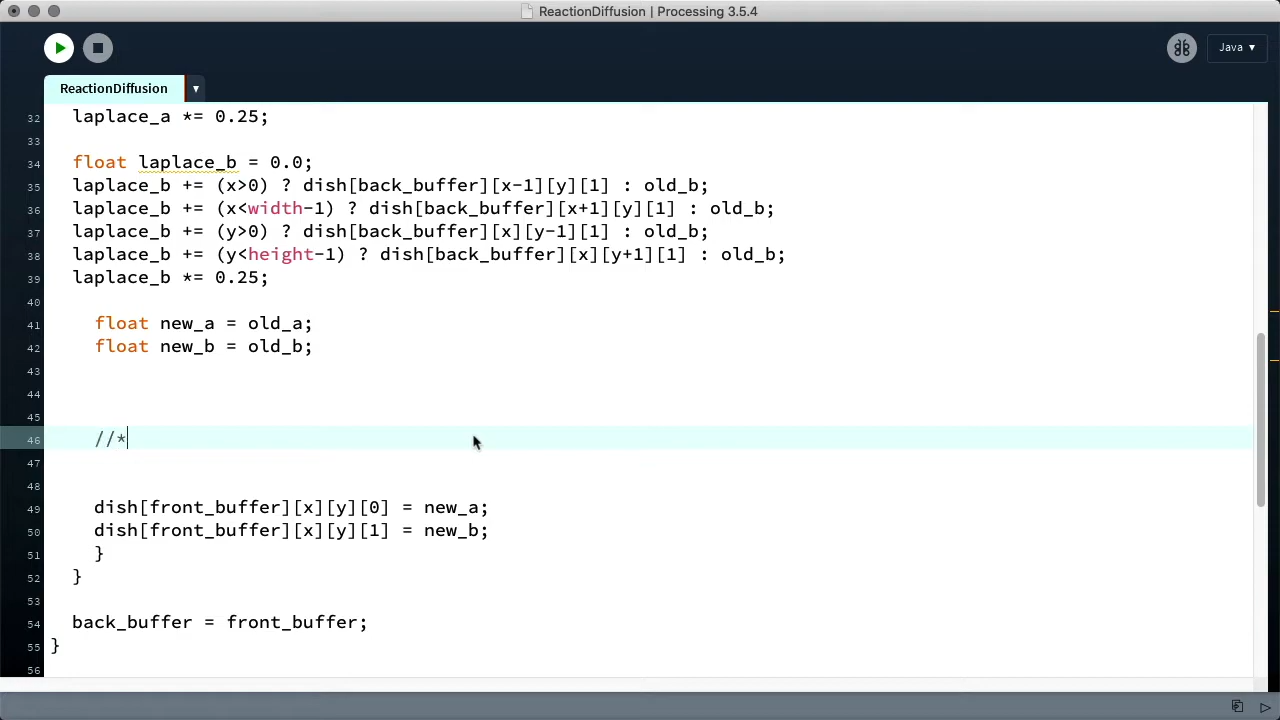 ReactionDiffusion | Processing 3.5.4
Java ▼
ReactionDiffusion ▼
32 laplace_a *= 0.25;
33
34 float laplace_b = 0.0;
35 laplace_b += (x>0) ? dish[back_buffer][x-1][y][1] : old_b;
36 laplace_b += (x<width-1) ? dish[back_buffer][x+1][y][1] : old_b;
37 laplace_b += (y>0) ? dish[back_buffer][x][y-1][1] : old_b;
38 laplace_b += (y<height-1) ? dish[back_buffer][x][y+1][1] : old_b;
39 laplace_b *= 0.25;
40
41 float new_a = old_a;
42 float new_b = old_b;
43
44
45
46 //*
47
48
49 dish[front_buffer][x][y][0] = new_a;
50 dish[front_buffer][x][y][1] = new_b;
51 }
52 }
53
54 back_buffer = front_buffer;
55 }
56